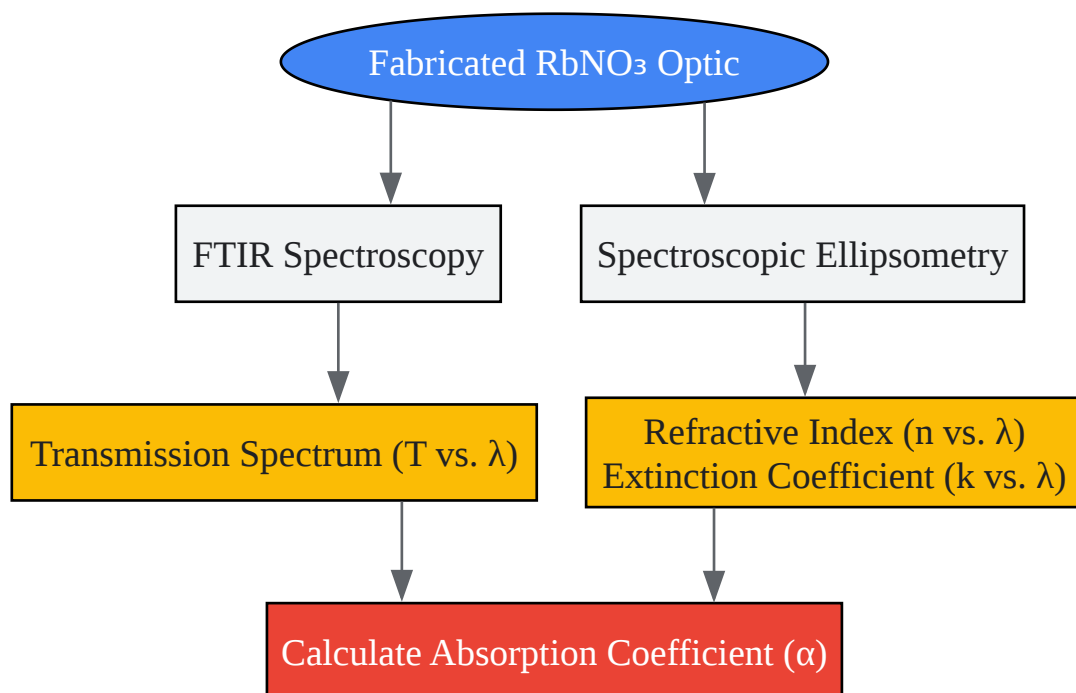 Fabricated RbNO₃ Optic
FTIR Spectroscopy
Spectroscopic Ellipsometry
Transmission Spectrum (T vs. λ)
Refractive Index (n vs. λ)
Extinction Coefficient (k vs. λ)
Calculate Absorption Coefficient (α)